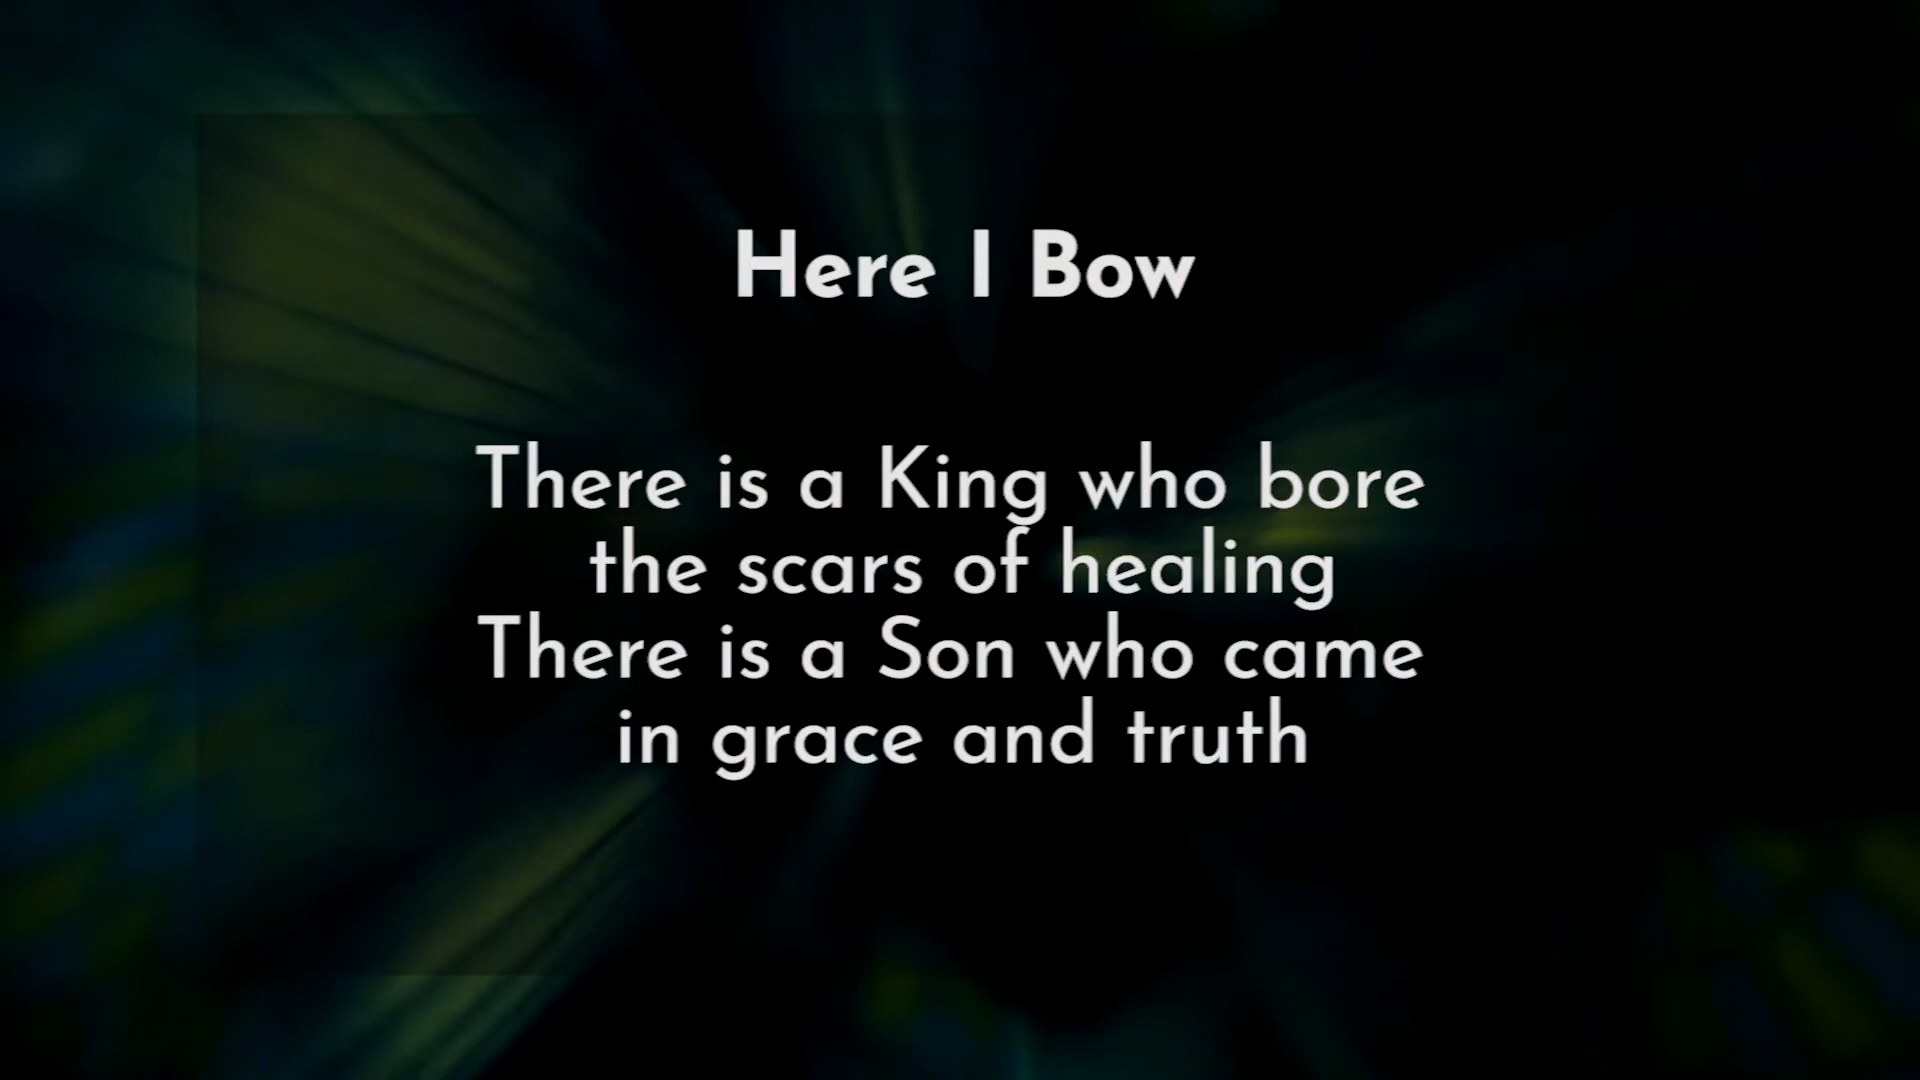 Here I Bow
There is a King who bore
the scars of healing
There is a Son who came
in grace and truth